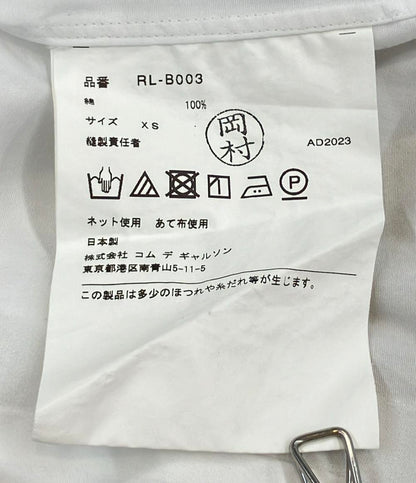 品番 RL-B003
綿 100%
サイズ XS
縫製責任者 岡村 AD2023
P
ネット使用 あて布使用
日本製
株式会社 コム デ ギャルソン
東京都港区南青山5-11-5
この製品は多少のほつれや糸だれ等が生じます。